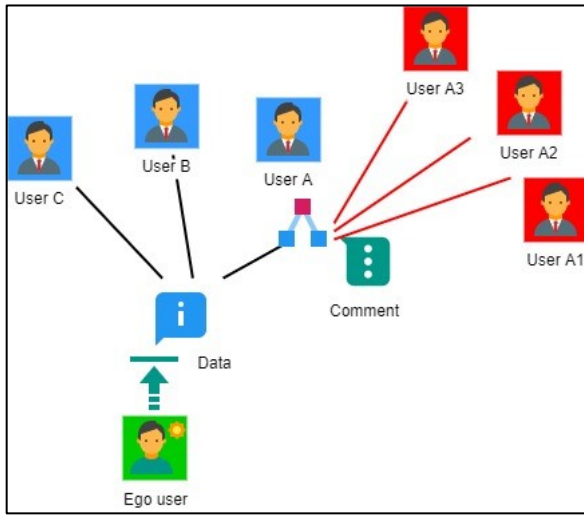 User A3
User A2
User B
User A
User C
User A1
Comment
Data
Ego user